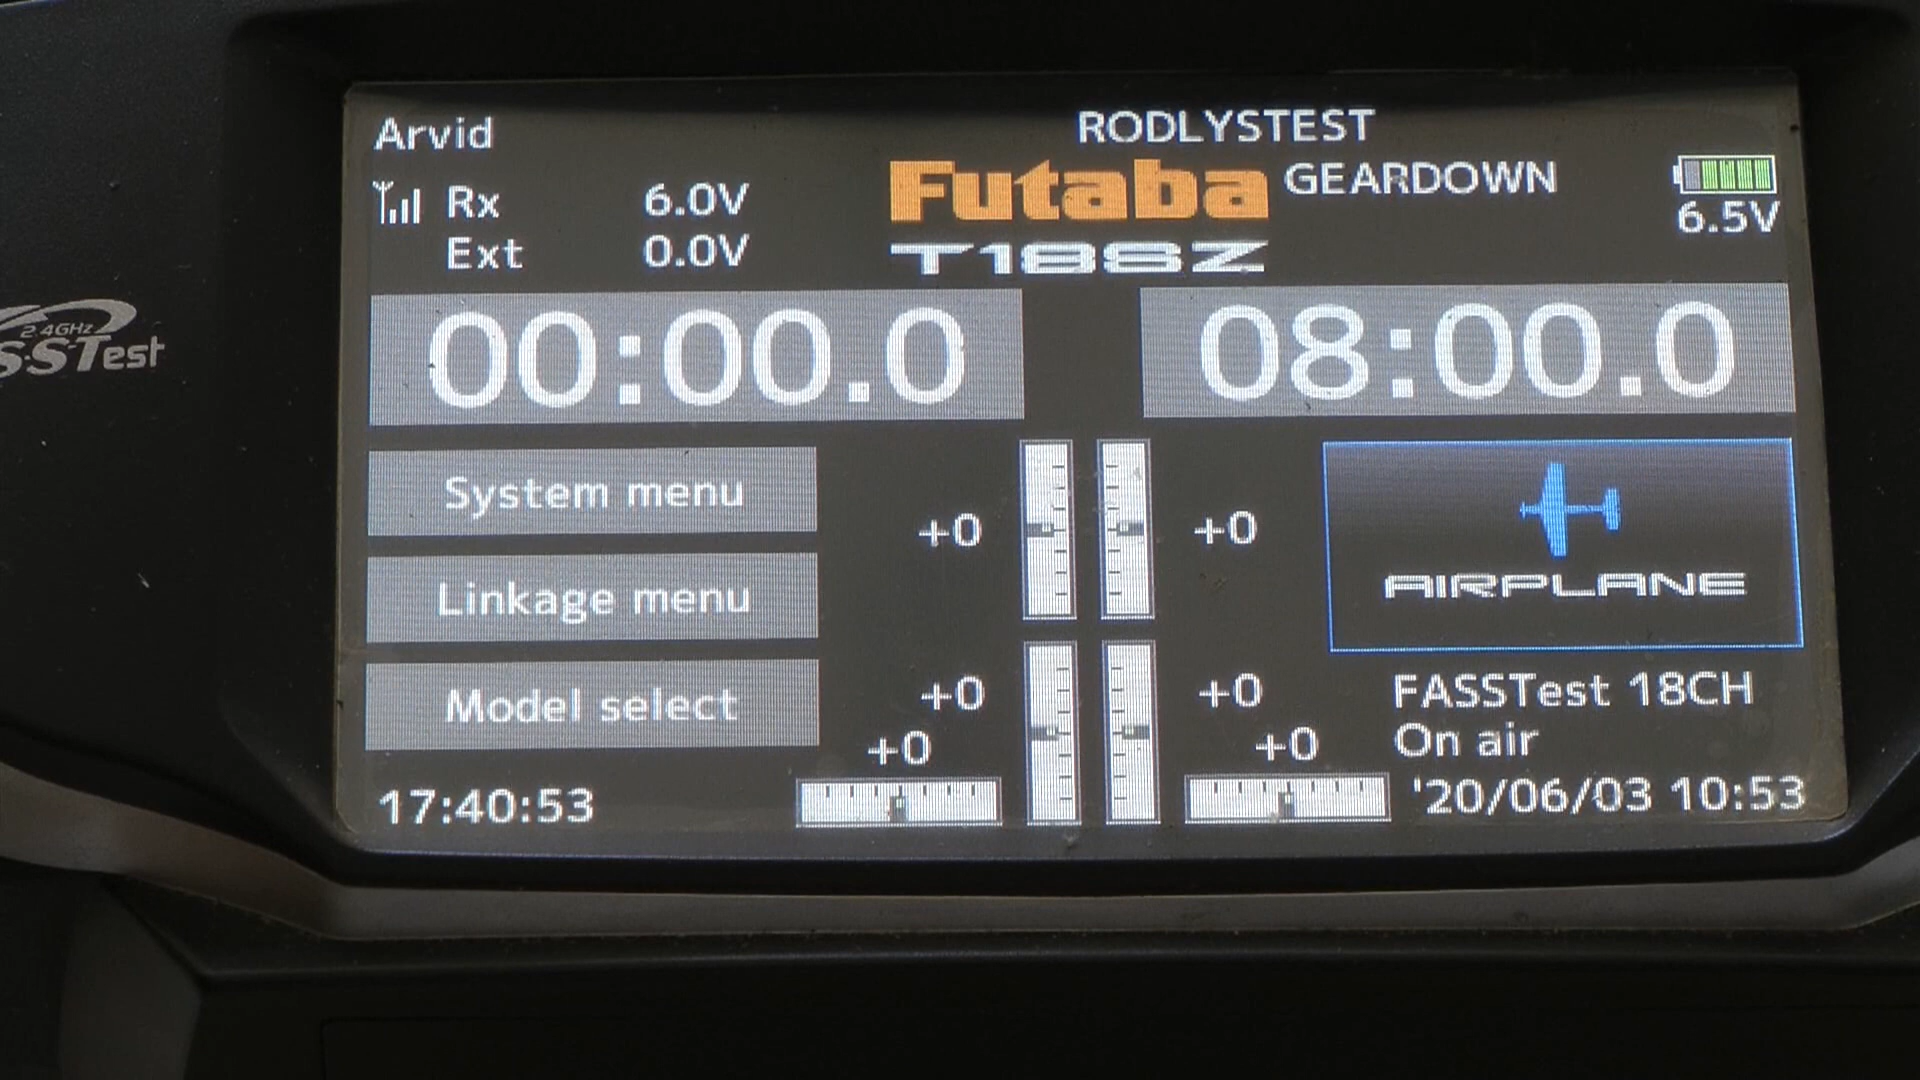 Arvid
RODLYSTEST
Rx 6.0V
Futaba
GEARDOWN
6.5V
Ext 0.0V
T18SZ
2.4GHz
00:00.0
08:00.0
System menu
+0
+0
AIRPLANE
Linkage menu
Model select
+0
+0
FASSTest 18CH
+0
+0
On air
17:40:53
'20/06/03 10:53